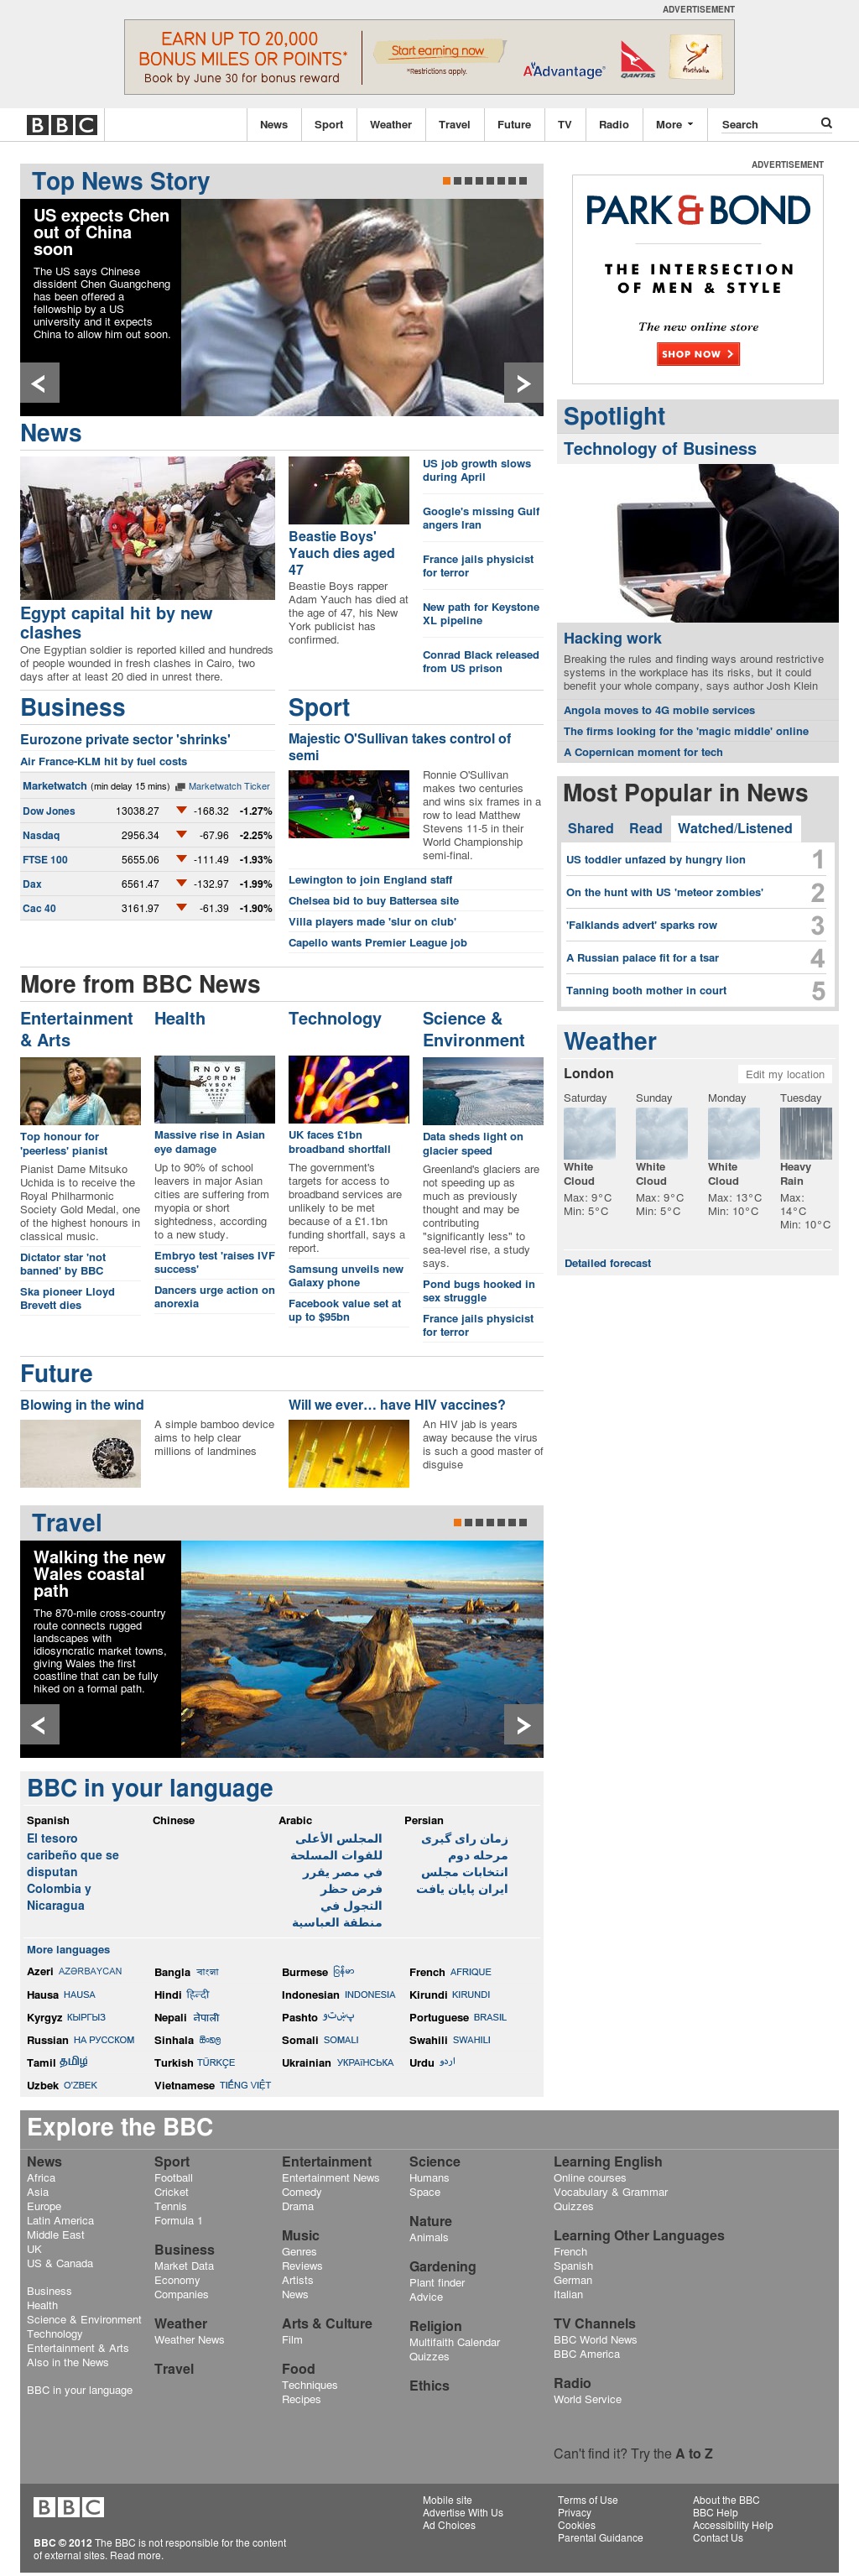 ADVERTISEMENT
EARN UP TO 20,000
BONUS MILES OR POINTS*
Book by June 30 for bonus reward
Start earning now
*Restrictions apply.
AAdvantage
QANTAS
Australia
BBC
News Sport Weather Travel Future TV Radio More Search
Top News Story
US expects Chen
out of China
soon
The US says Chinese
dissident Chen Guangcheng
has been offered a
fellowship by a US
university and it expects
China to allow him out soon.
ADVERTISEMENT
PARK & BOND
THE INTERSECTION
OF MEN & STYLE
The new online store
SHOP NOW
News
Egypt capital hit by new
clashes
One Egyptian soldier is reported killed and hundreds
of people wounded in fresh clashes in Cairo, two
days after at least 20 died in unrest there.
Beastie Boys'
Yauch dies aged
47
Beastie Boys rapper
Adam Yauch has died at
the age of 47, his New
York publicist has
confirmed.
US job growth slows
during April
Google's missing Gulf
angers Iran
France jails physicist
for terror
New path for Keystone
XL pipeline
Conrad Black released
from US prison
Spotlight
Technology of Business
Hacking work
Breaking the rules and finding ways around restrictive
systems in the workplace has its risks, but it could
benefit your whole company, says author Josh Klein
Angola moves to 4G mobile services
The firms looking for the 'magic middle' online
A Copernican moment for tech
Business
Eurozone private sector 'shrinks'
Air France-KLM hit by fuel costs
Marketwatch (min delay 15 mins) Marketwatch Ticker
Dow Jones 13038.27 -168.32 -1.27%
Nasdaq 2956.34 -67.96 -2.25%
FTSE 100 5655.06 -111.49 -1.93%
Dax 6561.47 -132.97 -1.99%
Cac 40 3161.97 -61.39 -1.90%
Sport
Majestic O'Sullivan takes control of
semi
Ronnie O'Sullivan
makes two centuries
and wins six frames in a
row to lead Matthew
Stevens 11-5 in their
World Championship
semi-final.
Lewington to join England staff
Chelsea bid to buy Battersea site
Villa players made 'slur on club'
Capello wants Premier League job
Most Popular in News
Shared Read Watched/Listened
US toddler unfazed by hungry lion 1
On the hunt with US 'meteor zombies' 2
'Falklands advert' sparks row 3
A Russian palace fit for a tsar 4
Tanning booth mother in court 5
More from BBC News
Entertainment
& Arts
Top honour for
'peerless' pianist
Pianist Dame Mitsuko
Uchida is to receive the
Royal Philharmonic
Society Gold Medal, one
of the highest honours in
classical music.
Dictator star 'not
banned' by BBC
Ska pioneer Lloyd
Brevett dies
Health
RNOVS
ZCRDH
Massive rise in Asian
eye damage
Up to 90% of school
leavers in major Asian
cities are suffering from
myopia or short
sightedness, according
to a new study.
Embryo test 'raises IVF
success'
Dancers urge action on
anorexia
Technology
UK faces £1bn
broadband shortfall
The government's
targets for access to
broadband services are
unlikely to be met
because of a £1.1bn
funding shortfall, says a
report.
Samsung unveils new
Galaxy phone
Facebook value set at
up to $95bn
Science &
Environment
Data sheds light on
glacier speed
Greenland's glaciers are
not speeding up as
much as previously
thought and may be
contributing
"significantly less" to
sea-level rise, a study
says.
Pond bugs hooked in
sex struggle
France jails physicist
for terror
Weather
London Edit my location
Saturday Sunday Monday Tuesday
White
Cloud
Max: 9°C
Min: 5°C
White
Cloud
Max: 9°C
Min: 5°C
White
Cloud
Max: 13°C
Min: 10°C
Heavy
Rain
Max:
14°C
Min: 10°C
Detailed forecast
Future
Blowing in the wind
A simple bamboo device
aims to help clear
millions of landmines
Will we ever… have HIV vaccines?
An HIV jab is years
away because the virus
is such a good master of
disguise
Travel
Walking the new
Wales coastal
path
The 870-mile cross-country
route connects rugged
landscapes with
idiosyncratic market towns,
giving Wales the first
coastline that can be fully
hiked on a formal path.
BBC in your language
Spanish
El tesoro
caribeño que se
disputan
Colombia y
Nicaragua
Chinese
Arabic
المجلس الأعلى
للقوات المسلحة
في مصر يقرر
فرض حظر
التجول في
منطقة العباسية
Persian
زمان رای گیری
مرحله دوم
انتخابات مجلس
ایران پایان یافت
More languages
Azeri AZƏRBAYCAN Bangla বাংলা Burmese French AFRIQUE
Hausa HAUSA Hindi हिन्दी Indonesian INDONESIA Kirundi KIRUNDI
Kyrgyz КЫРГЫЗ Nepali नेपाली Pashto پښتو Portuguese BRASIL
Russian НА РУССКОМ Sinhala සිංහල Somali SOMALI Swahili SWAHILI
Tamil தமிழ் Turkish TÜRKÇE Ukrainian УКРАЇНСЬКА Urdu اردو
Uzbek O'ZBEK Vietnamese TIẾNG VIỆT
Explore the BBC
News
Africa
Asia
Europe
Latin America
Middle East
UK
US & Canada
Business
Health
Science & Environment
Technology
Entertainment & Arts
Also in the News
BBC in your language
Sport
Football
Cricket
Tennis
Formula 1
Business
Market Data
Economy
Companies
Weather
Weather News
Travel
Entertainment
Entertainment News
Comedy
Drama
Music
Genres
Reviews
Artists
News
Arts & Culture
Film
Food
Techniques
Recipes
Science
Humans
Space
Nature
Animals
Gardening
Plant finder
Advice
Religion
Multifaith Calendar
Quizzes
Ethics
Learning English
Online courses
Vocabulary & Grammar
Quizzes
Learning Other Languages
French
Spanish
German
Italian
TV Channels
BBC World News
BBC America
Radio
World Service
Can't find it? Try the A to Z
BBC
BBC © 2012 The BBC is not responsible for the content
of external sites. Read more.
Mobile site
Advertise With Us
Ad Choices
Terms of Use
Privacy
Cookies
Parental Guidance
About the BBC
BBC Help
Accessibility Help
Contact Us